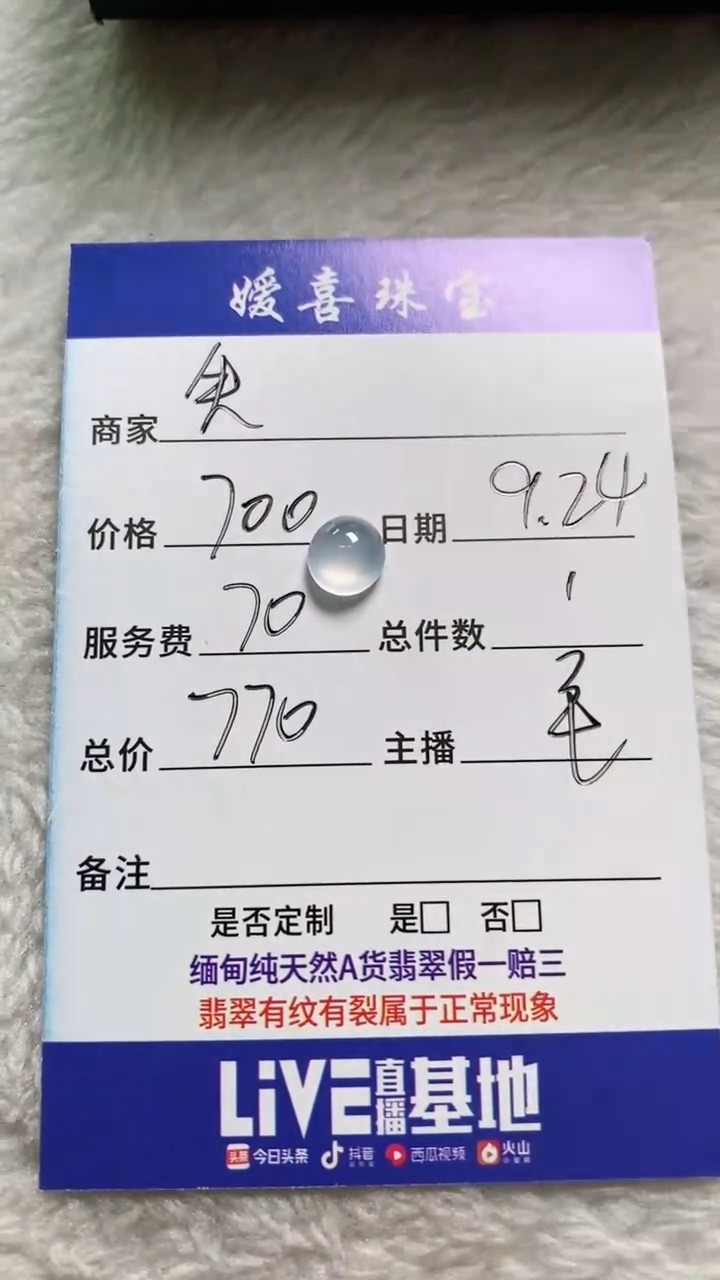 媛喜珠宝
商家 失
价格 700 日期 9.24
服务费 70 总件数 1
总价 770 主播 毛
备注
是否定制 是□ 否□
缅甸纯天然A货翡翠假一赔三
翡翠有纹有裂属于正常现象
LiVE直播基地
头条 今日头条 抖音 西瓜视频 火山